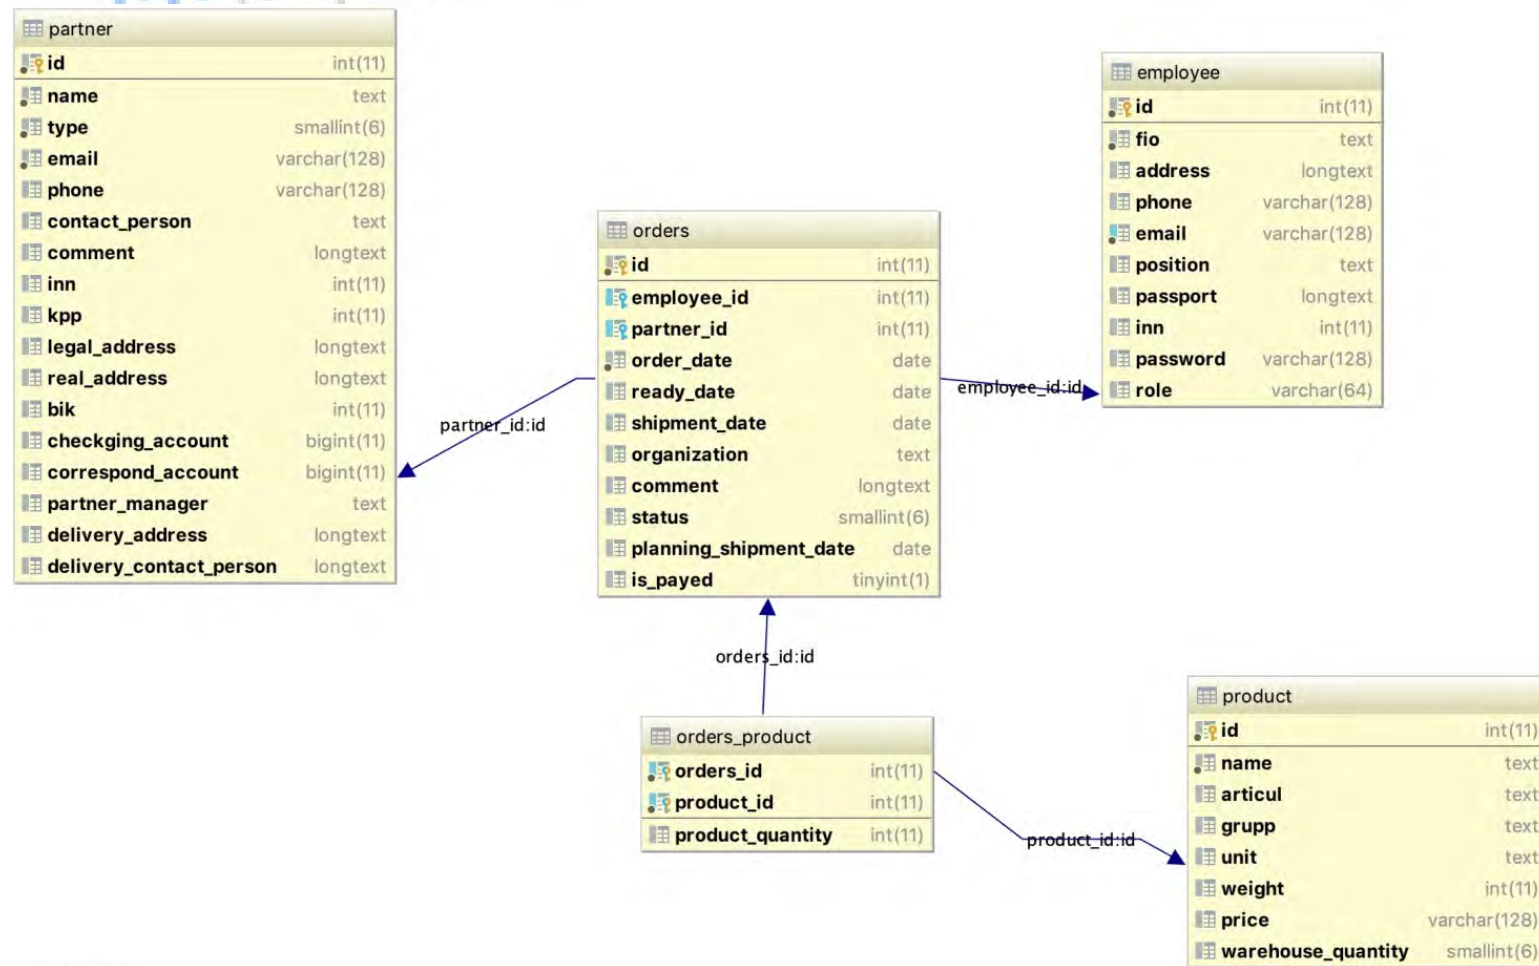 partner
id int(11)
name text
type smallint(6)
email varchar(128)
phone varchar(128)
contact_person text
comment longtext
inn int(11)
kpp int(11)
legal_address longtext
real_address longtext
bik int(11)
checkging_account bigint(11)
correspond_account bigint(11)
partner_manager text
delivery_address longtext
delivery_contact_person longtext
partner_id:id
orders
id int(11)
employee_id int(11)
partner_id int(11)
order_date date
ready_date date
shipment_date date
organization text
comment longtext
status smallint(6)
planning_shipment_date date
is_payed tinyint(1)
employee_id:id
employee
id int(11)
fio text
address longtext
phone varchar(128)
email varchar(128)
position text
passport longtext
inn int(11)
password varchar(128)
role varchar(64)
orders_id:id
orders_product
orders_id int(11)
product_id int(11)
product_quantity int(11)
product_id:id
product
id int(11)
name text
articul text
grupp text
unit text
weight int(11)
price varchar(128)
warehouse_quantity smallint(6)